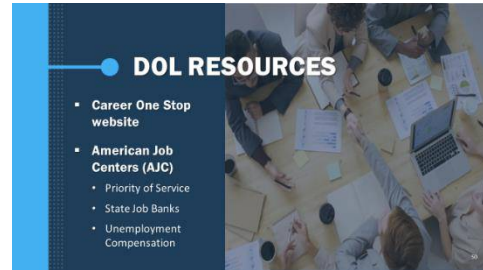 DOL RESOURCES
▪ Career One Stop
website
▪ American Job
Centers (AJC)
• Priority of Service
• State Job Banks
• Unemployment
Compensation